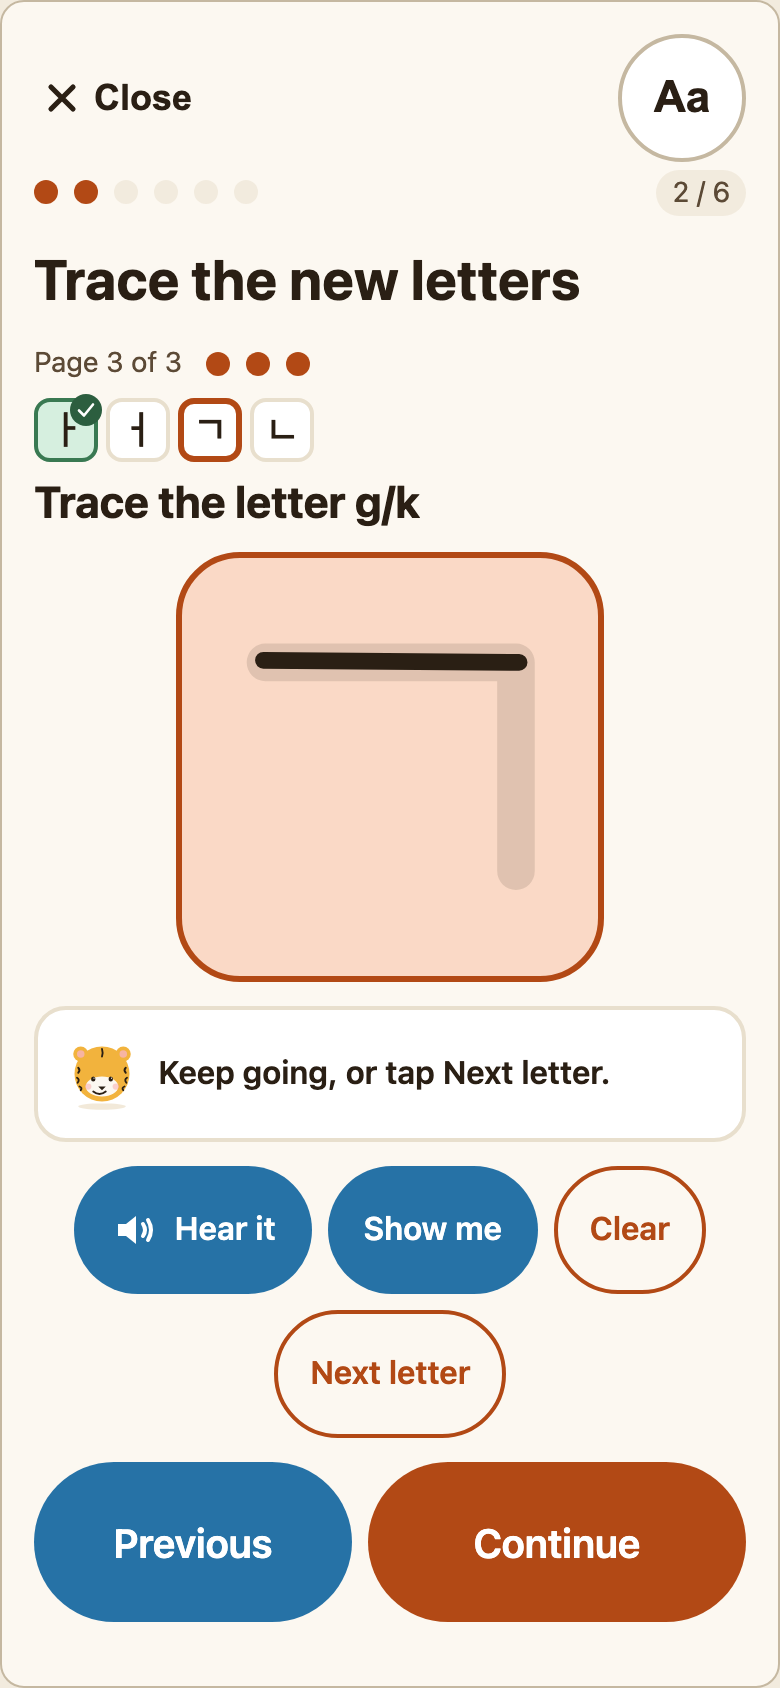 Close
Aa
2 / 6
Trace the new letters
Page 3 of 3
ㅏ ㅓ ㄱ ㄴ
Trace the letter g/k
ㄱ
Keep going, or tap Next letter.
Hear it Show me Clear
Next letter
Previous Continue